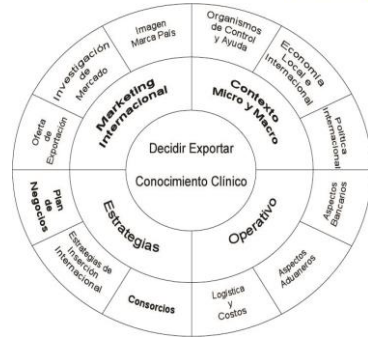 Imagen
Marca País
Organismos
de Control
y Ayuda
Economía
Local e
Internacional
Política
Internacional
Aspectos
Bancarios
Aspectos
Aduaneros
Logística
y
Costos
Consorcios
Estrategias de
Inserción
Internacional
Plan
de
Negocios
Oferta
de
Exportación
Investigación
de
Mercado
Marketing
Internacional
Contexto
Micro y Macro
Operativo
Estrategias
Decidir Exportar
Conocimiento Clínico